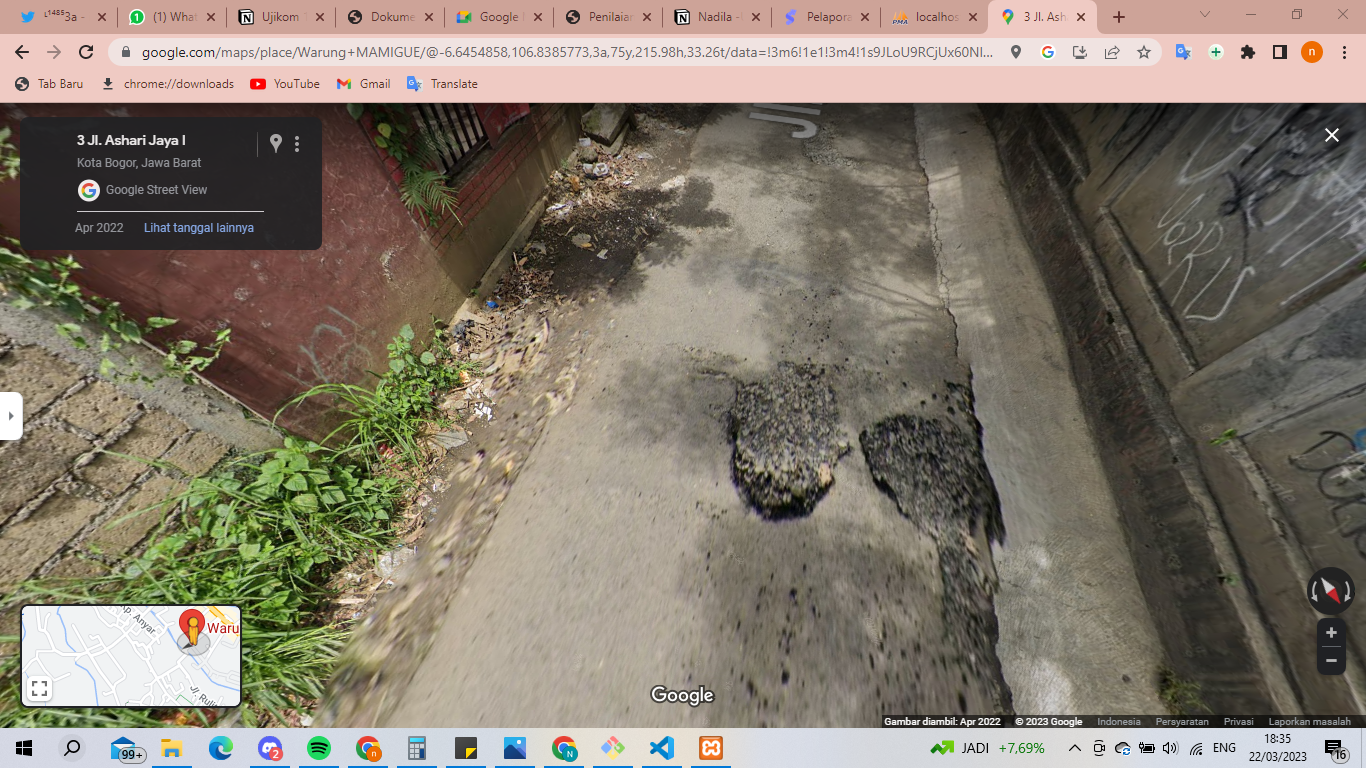 ᴸ¹⁴⁸⁵3a -
(1) What
Ujikom
Dokume
Google
Penilaian
Nadila -
Pelapora
localhos
3 Jl. Ash
google.com/maps/place/Warung+MAMIGUE/@-6.6454858,106.8385773,3a,75y,215.98h,33.26t/data=!3m6!1e1!3m4!1s9JLoU9RCjUx60NI...
n
Tab Baru
chrome://downloads
YouTube
Gmail
Translate
3 Jl. Ashari Jaya I
Kota Bogor, Jawa Barat
Google Street View
Apr 2022 Lihat tanggal lainnya
Jl. Anyar
Waru
Google
Gambar diambil: Apr 2022 © 2023 Google Indonesia Persyaratan Privasi Laporkan masalah
99+
2
JADI +7,69%
ENG
18:35
22/03/2023
16